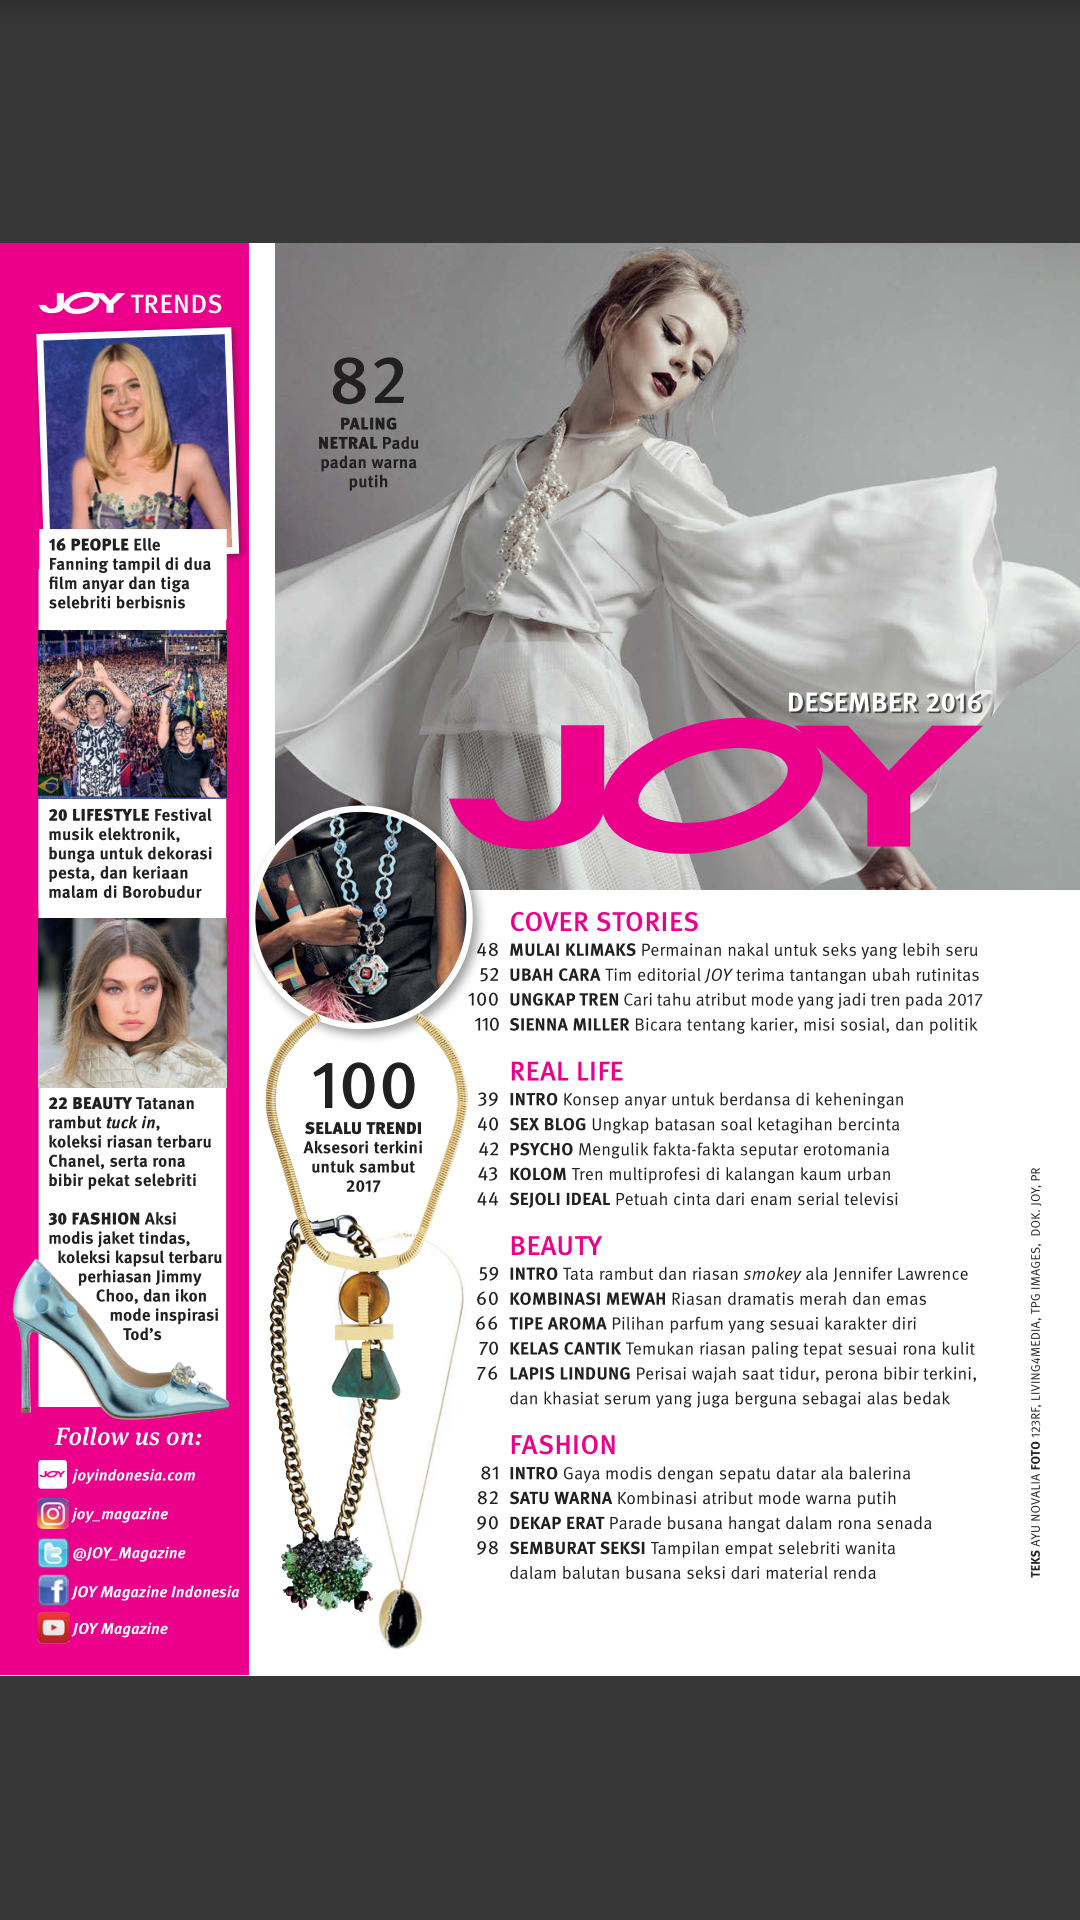 JOY TRENDS
16 PEOPLE Elle
Fanning tampil di dua
film anyar dan tiga
selebriti berbisnis
20 LIFESTYLE Festival
musik elektronik,
bunga untuk dekorasi
pesta, dan keriaan
malam di Borobudur
22 BEAUTY Tatanan
rambut tuck in,
koleksi riasan terbaru
Chanel, serta rona
bibir pekat selebriti
30 FASHION Aksi
modis jaket tindas,
koleksi kapsul terbaru
perhiasan Jimmy
Choo, dan ikon
mode inspirasi
Tod's
Follow us on:
JOY joyindonesia.com
joy_magazine
@JOY_Magazine
JOY Magazine Indonesia
JOY Magazine
82
PALING
NETRAL Padu
padan warna
putih
DESEMBER 2016
JOY
100
SELALU TRENDI
Aksesori terkini
untuk sambut
2017
COVER STORIES
48 MULAI KLIMAKS Permainan nakal untuk seks yang lebih seru
52 UBAH CARA Tim editorial JOY terima tantangan ubah rutinitas
100 UNGKAP TREN Cari tahu atribut mode yang jadi tren pada 2017
110 SIENNA MILLER Bicara tentang karier, misi sosial, dan politik
REAL LIFE
39 INTRO Konsep anyar untuk berdansa di keheningan
40 SEX BLOG Ungkap batasan soal ketagihan bercinta
42 PSYCHO Mengulik fakta-fakta seputar erotomania
43 KOLOM Tren multiprofesi di kalangan kaum urban
44 SEJOLI IDEAL Petuah cinta dari enam serial televisi
BEAUTY
59 INTRO Tata rambut dan riasan smokey ala Jennifer Lawrence
60 KOMBINASI MEWAH Riasan dramatis merah dan emas
66 TIPE AROMA Pilihan parfum yang sesuai karakter diri
70 KELAS CANTIK Temukan riasan paling tepat sesuai rona kulit
76 LAPIS LINDUNG Perisai wajah saat tidur, perona bibir terkini,
dan khasiat serum yang juga berguna sebagai alas bedak
FASHION
81 INTRO Gaya modis dengan sepatu datar ala balerina
82 SATU WARNA Kombinasi atribut mode warna putih
90 DEKAP ERAT Parade busana hangat dalam rona senada
98 SEMBURAT SEKSI Tampilan empat selebriti wanita
dalam balutan busana seksi dari material renda
TEKS AYU NOVALIA FOTO 123RF, LIVING4MEDIA, TPG IMAGES, DOK. JOY, PR